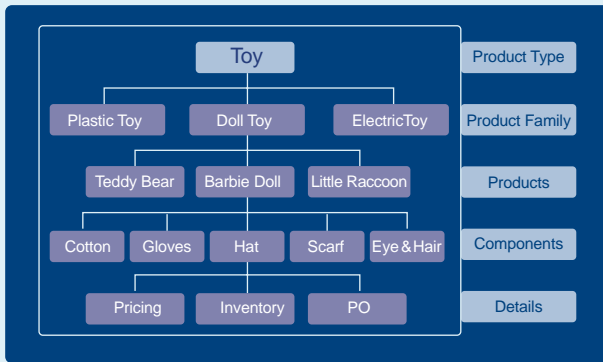 Toy
Product Type
Plastic Toy
Doll Toy
ElectricToy
Product Family
Teddy Bear
Barbie Doll
Little Raccoon
Products
Cotton
Gloves
Hat
Scarf
Eye & Hair
Components
Pricing
Inventory
PO
Details